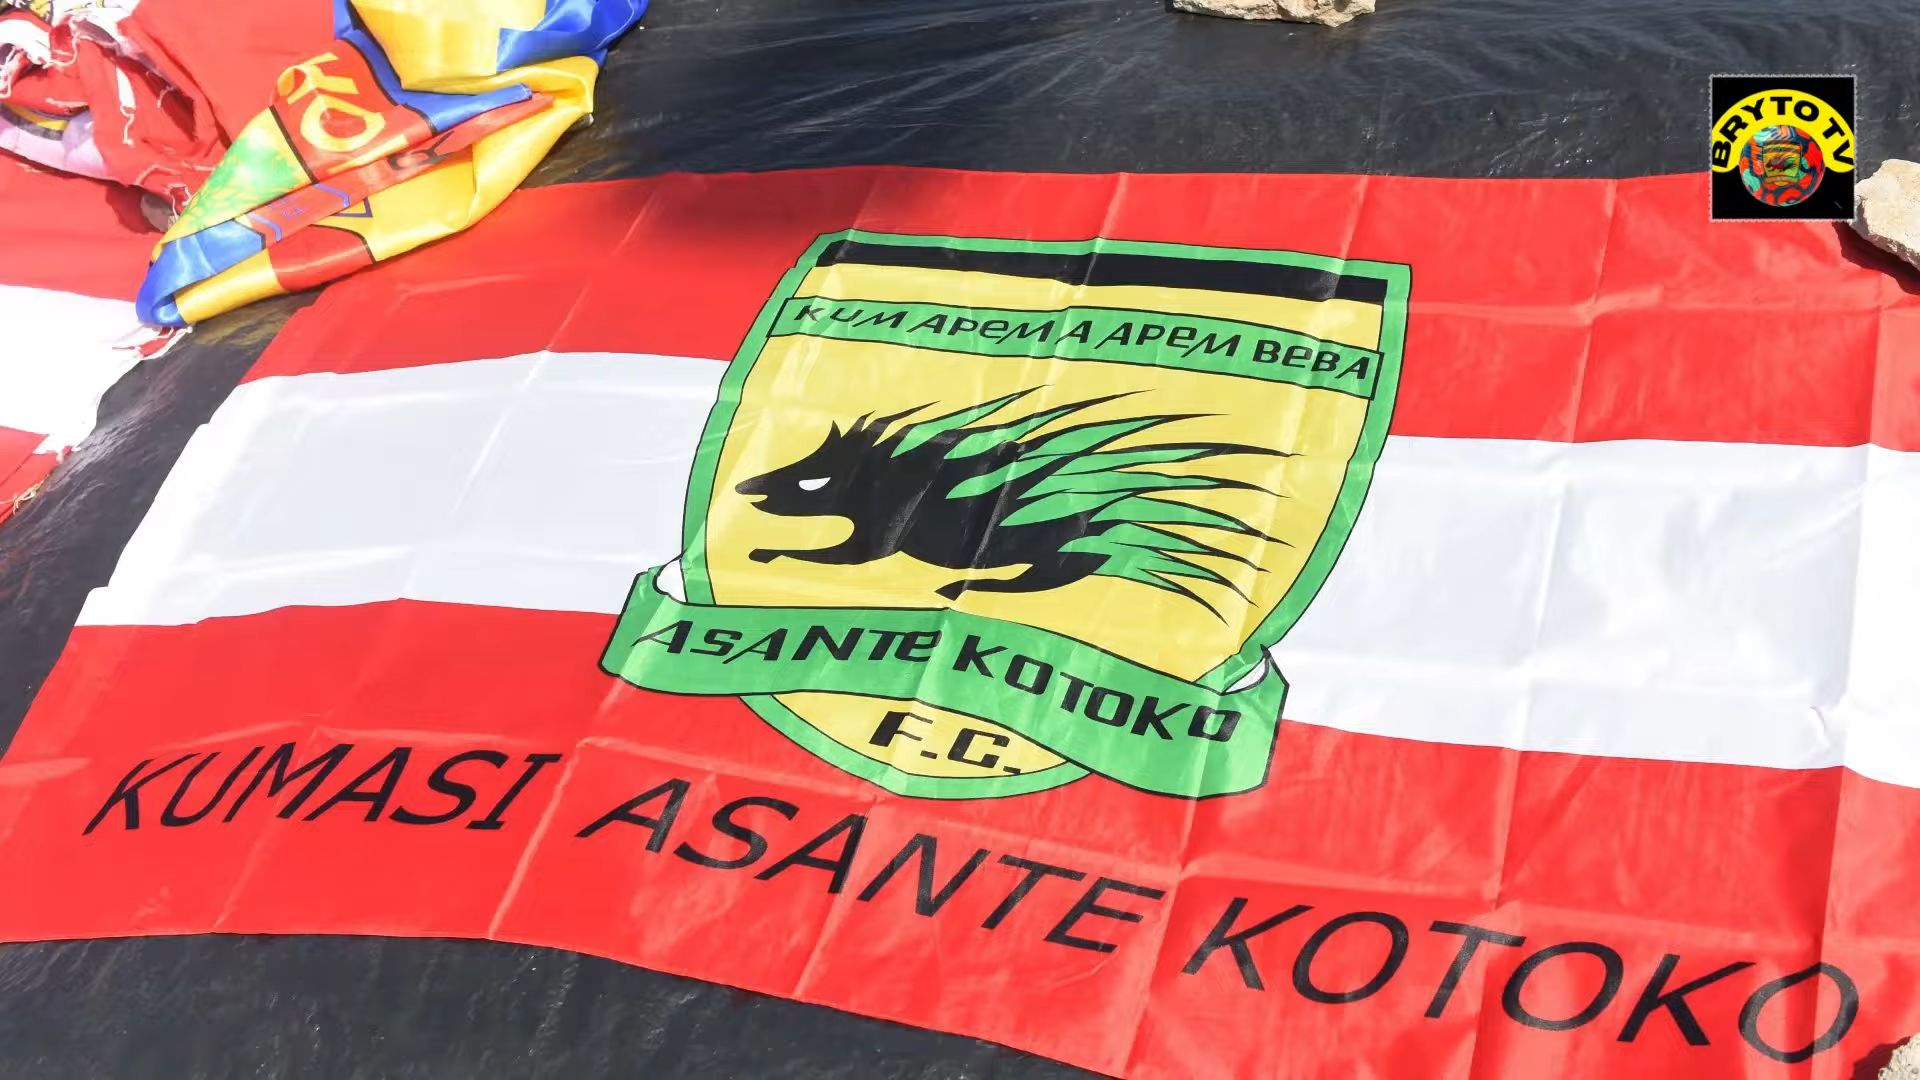 BRYTO TV
KUM APEM A APEM BEBA
ASANTE KOTOKO
F.C.
KUMASI ASANTE KOTOKO